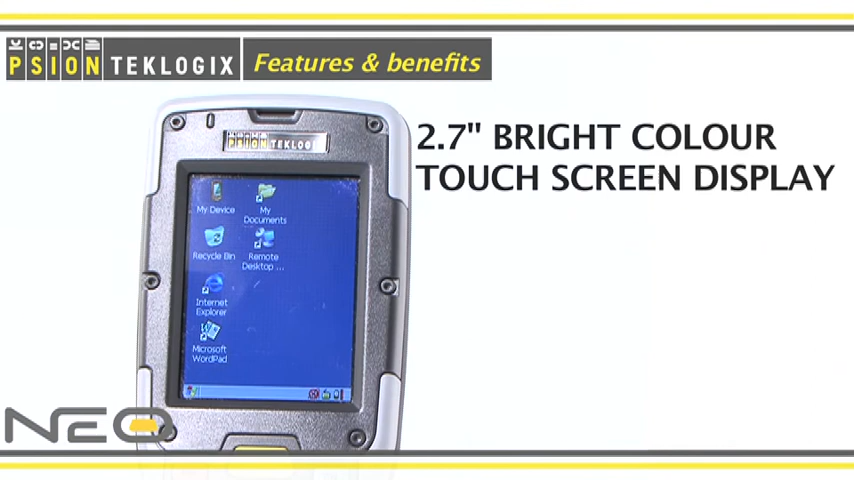 PSION TEKLOGIX
Features & benefits
2.7" BRIGHT COLOUR
TOUCH SCREEN DISPLAY
PSION TEKLOGIX
My Device
My
Documents
Recycle Bin
Remote
Desktop ...
Internet
Explorer
Microsoft
WordPad
NEO